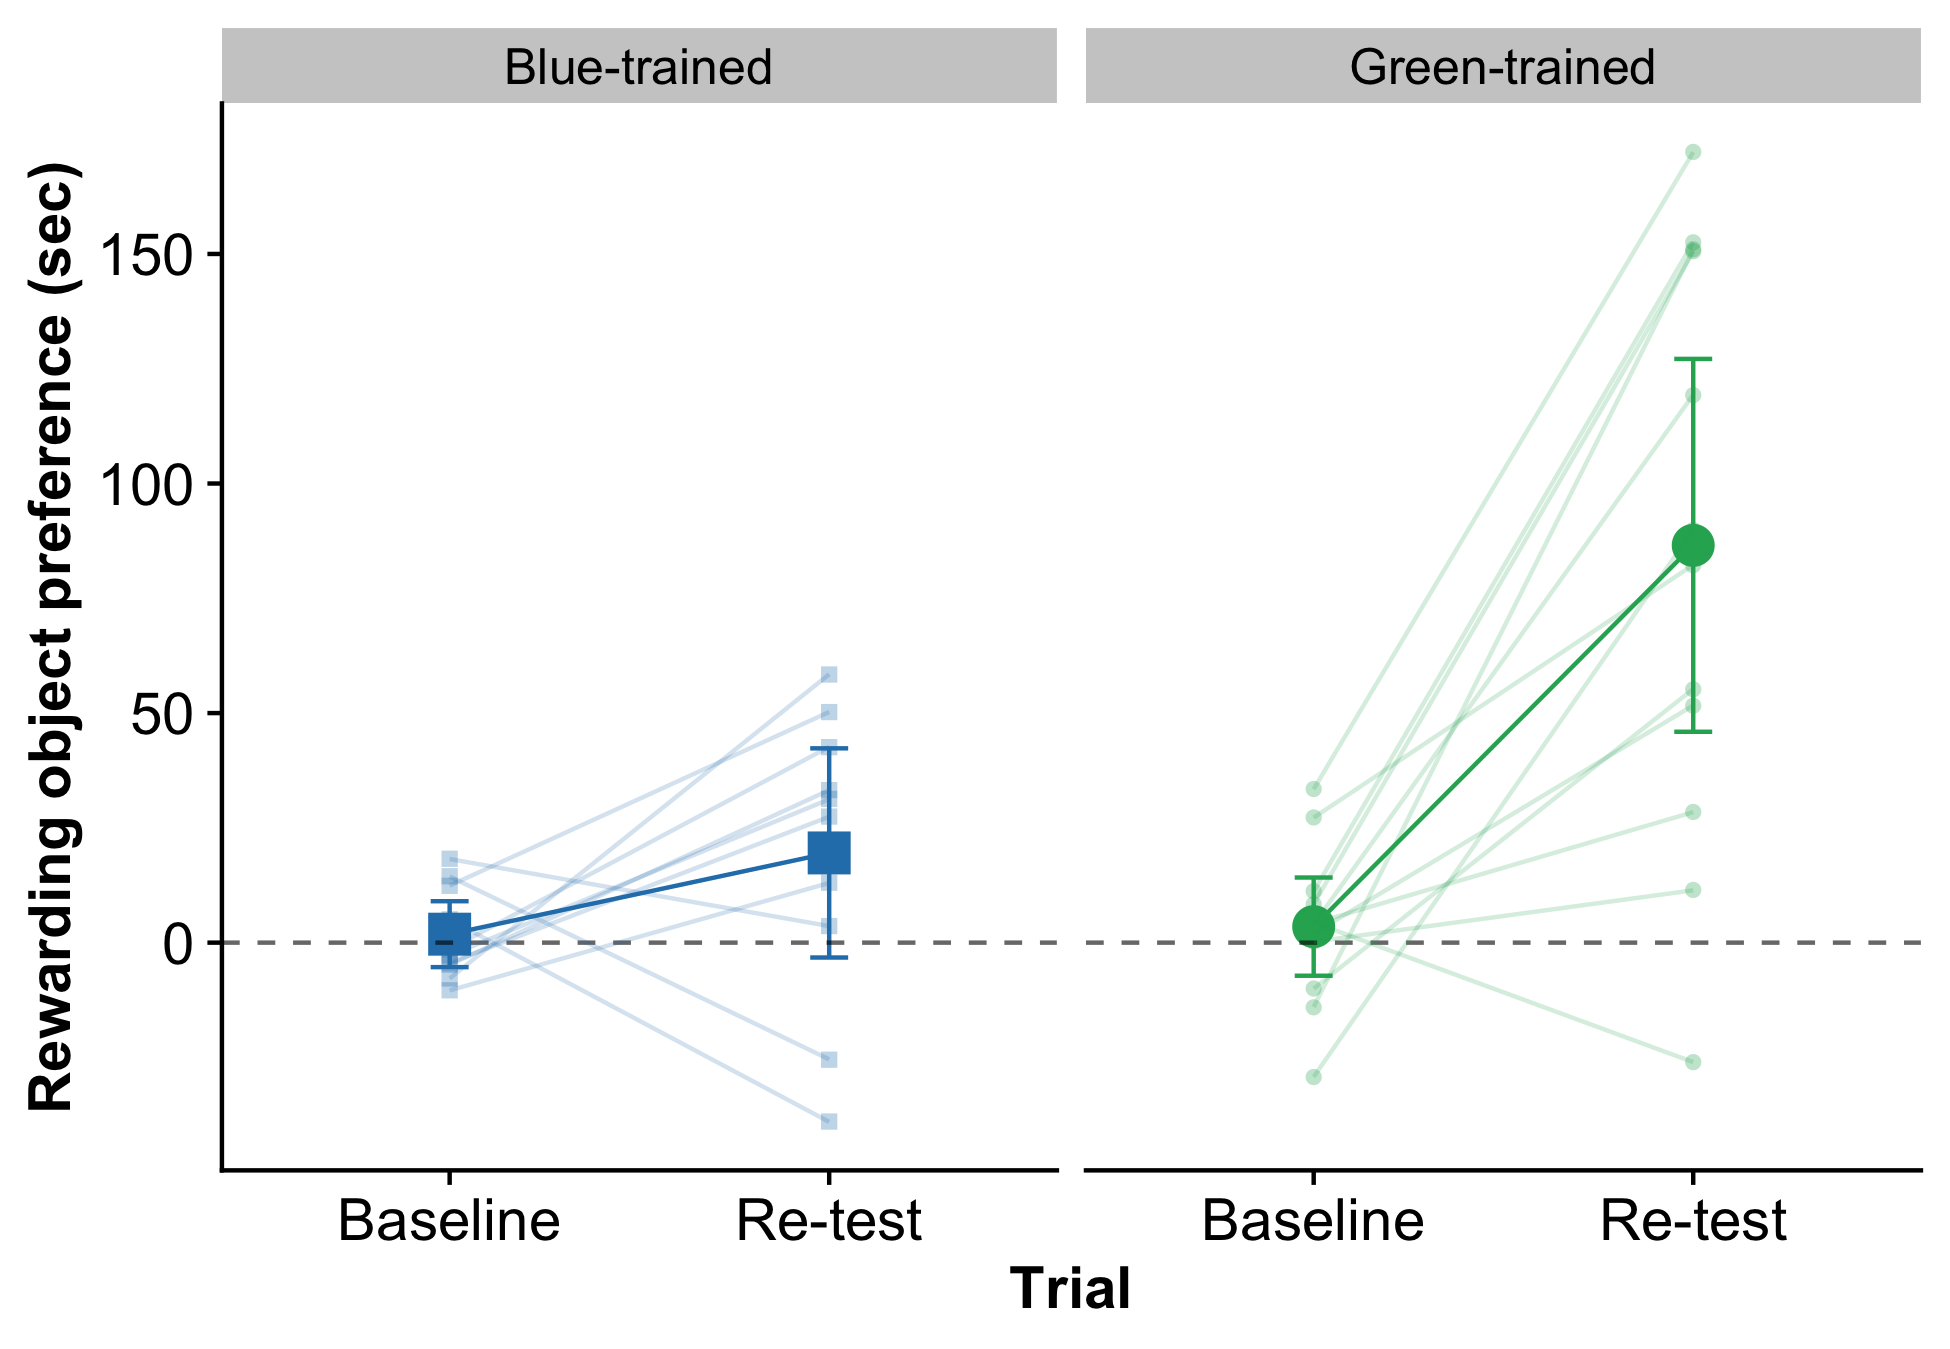 Blue-trained
Green-trained
Rewarding object preference (sec)
150
100
50
0
Baseline
Re-test
Baseline
Re-test
Trial